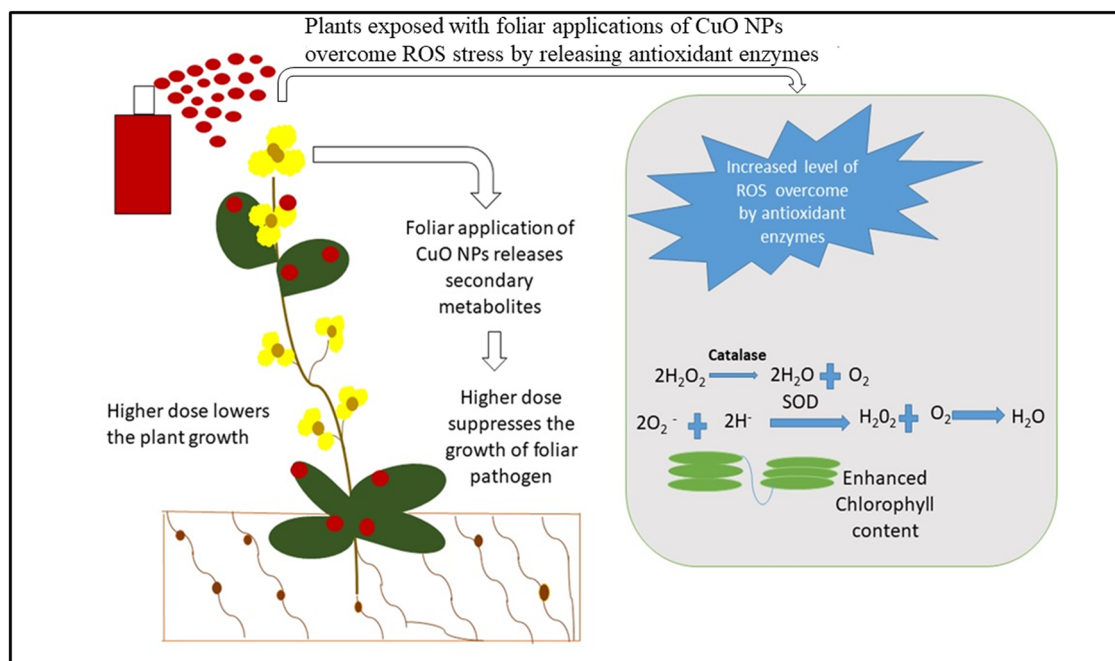 Plants exposed with foliar applications of CuO NPs
overcome ROS stress by releasing antioxidant enzymes
Increased level of
ROS overcome
by antioxidant
enzymes
Foliar application of
CuO NPs releases
secondary
metabolites
Higher dose lowers
the plant growth
Higher dose
suppresses the
growth of foliar
pathogen
Catalase
2H₂O₂ 2H₂O + O₂
SOD
2O₂⁻ + 2H⁻ H₂0₂ + O₂ H₂O
Enhanced
Chlorophyll
content